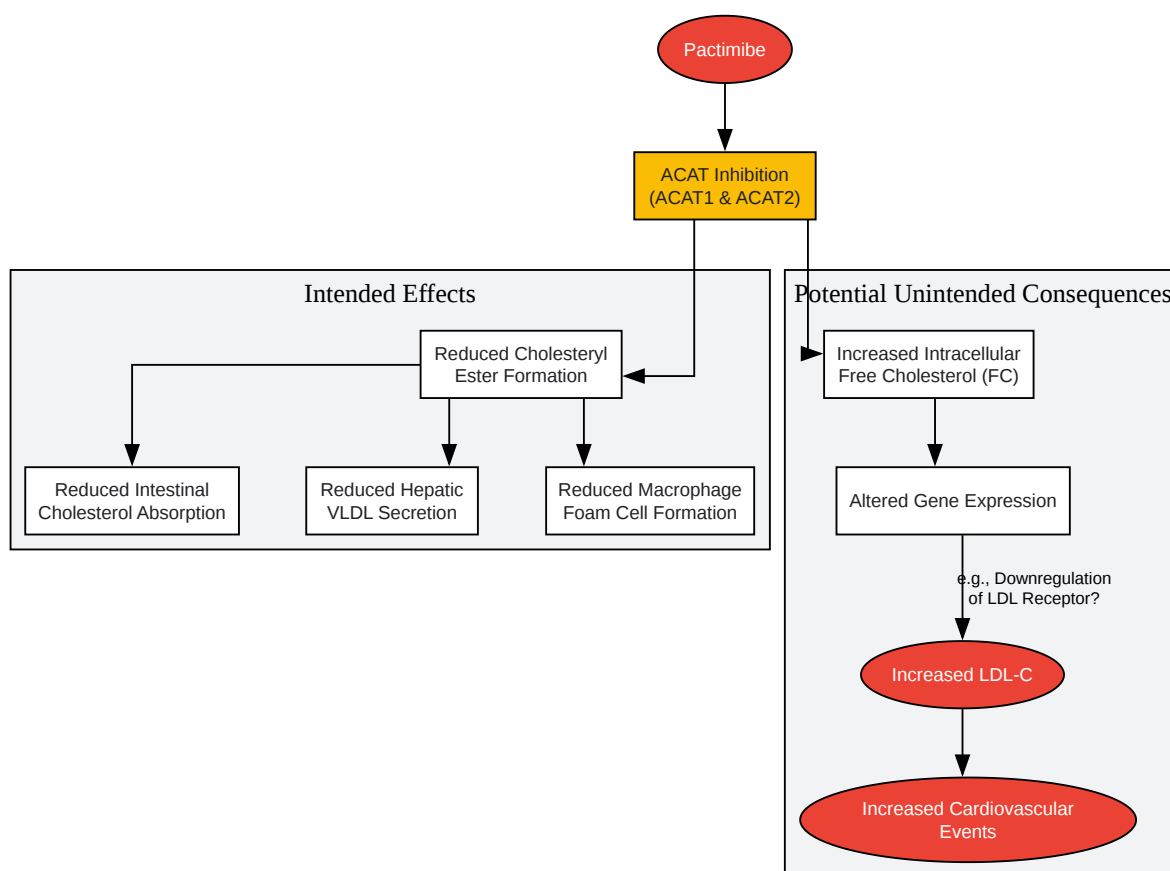 Pactimibe
ACAT Inhibition
(ACAT1 & ACAT2)
Intended Effects
Reduced Cholesteryl
Ester Formation
Reduced Intestinal
Cholesterol Absorption
Reduced Hepatic
VLDL Secretion
Reduced Macrophage
Foam Cell Formation
Potential Unintended Consequences
Increased Intracellular
Free Cholesterol (FC)
Altered Gene Expression
e.g., Downregulation
of LDL Receptor?
Increased LDL-C
Increased Cardiovascular
Events